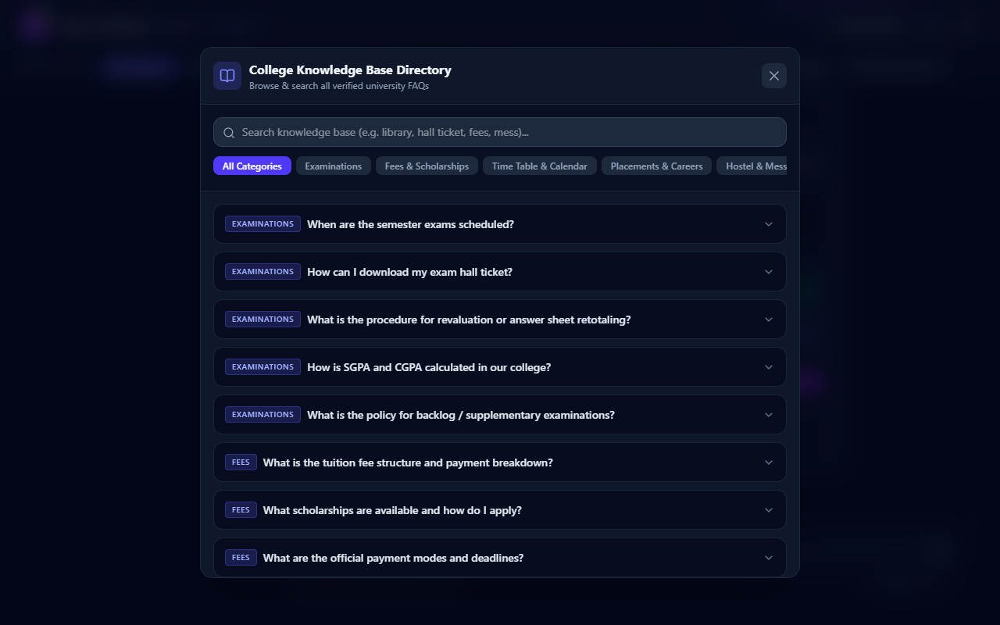 College Knowledge Base Directory
Browse & search all verified university FAQs
Search knowledge base (e.g. library, hall ticket, fees, mess)...
All Categories Examinations Fees & Scholarships Time Table & Calendar Placements & Careers Hostel & Mess
EXAMINATIONS When are the semester exams scheduled?
EXAMINATIONS How can I download my exam hall ticket?
EXAMINATIONS What is the procedure for revaluation or answer sheet retotaling?
EXAMINATIONS How is SGPA and CGPA calculated in our college?
EXAMINATIONS What is the policy for backlog / supplementary examinations?
FEES What is the tuition fee structure and payment breakdown?
FEES What scholarships are available and how do I apply?
FEES What are the official payment modes and deadlines?